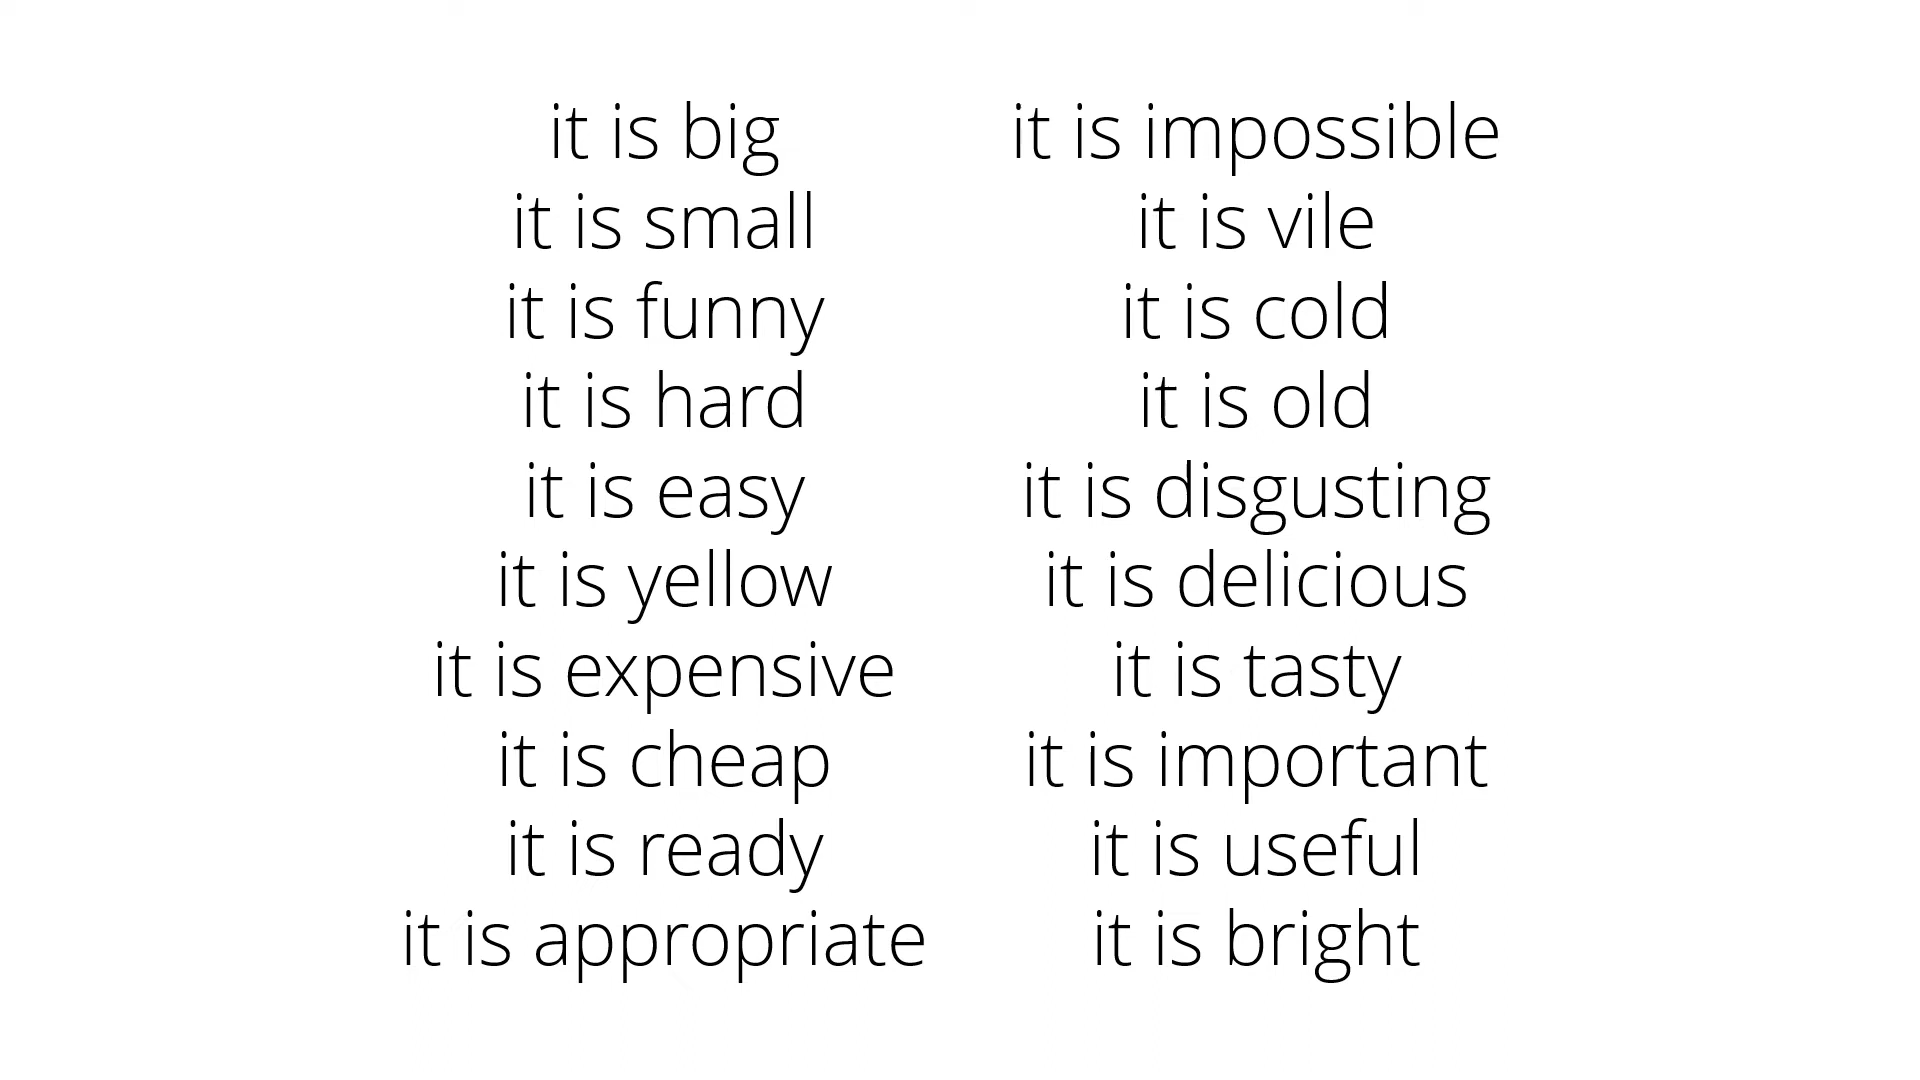 it is big
it is small
it is funny
it is hard
it is easy
it is yellow
it is expensive
it is cheap
it is ready
it is appropriate
it is impossible
it is vile
it is cold
it is old
it is disgusting
it is delicious
it is tasty
it is important
it is useful
it is bright